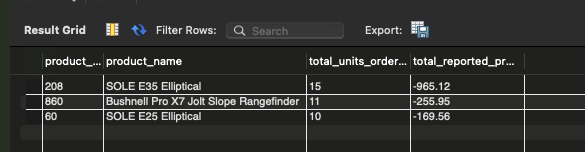 Result Grid Filter Rows: Search Export:
product_... product_name total_units_order... total_reported_pr...
208 SOLE E35 Elliptical 15 -965.12
860 Bushnell Pro X7 Jolt Slope Rangefinder 11 -255.95
60 SOLE E25 Elliptical 10 -169.56